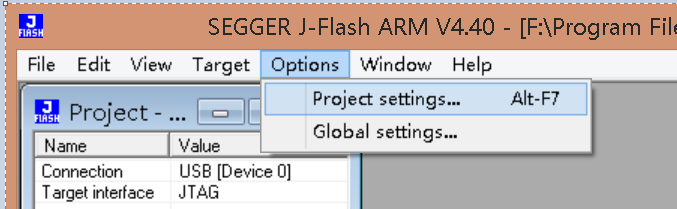 J FLASH SEGGER J-Flash ARM V4.40 - [F:\Program File
File Edit View Target Options Window Help
Project settings... Alt-F7
Global settings...
J FLASH Project - ...
Name Value
Connection USB [Device 0]
Target interface JTAG